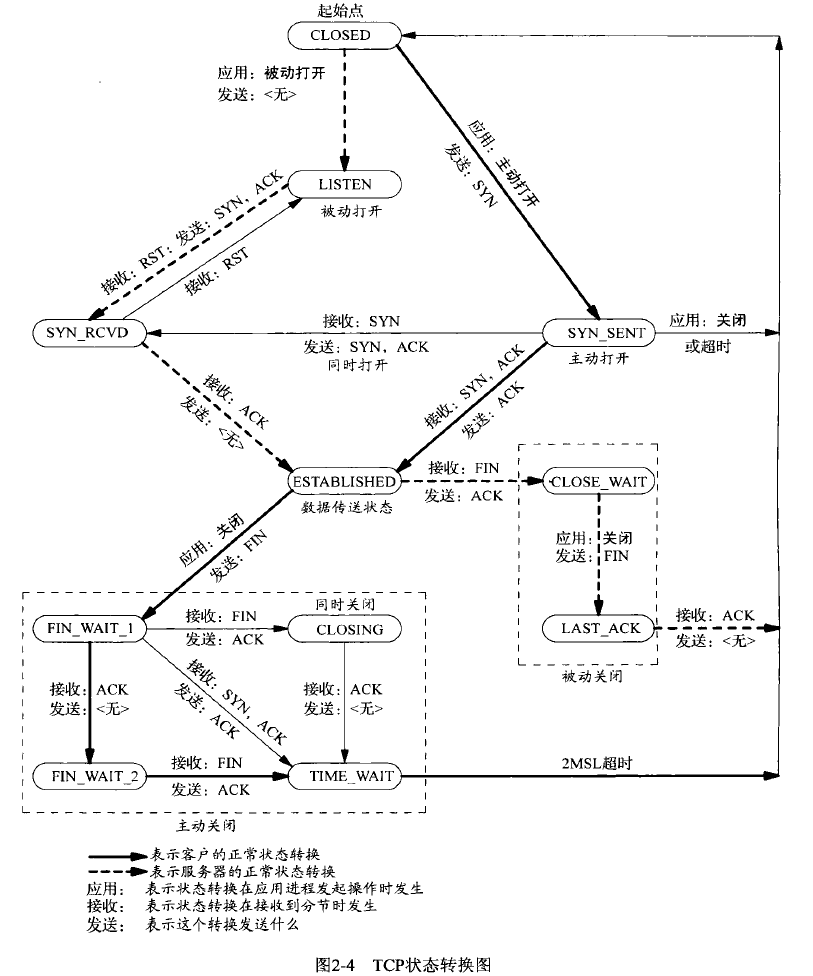 起始点
CLOSED
应用：被动打开
发送：<无>
应用：主动打开
发送：SYN
LISTEN
被动打开
接收：RST；发送：SYN，ACK
接收：RST
SYN_RCVD
接收：SYN
发送：SYN，ACK
同时打开
SYN_SENT
主动打开
应用：关闭
或超时
接收：ACK
发送：<无>
接收：SYN，ACK
发送：ACK
ESTABLISHED
数据传送状态
接收：FIN
发送：ACK
CLOSE_WAIT
应用：关闭
发送：FIN
应用：关闭
发送：FIN
LAST_ACK
接收：ACK
发送：<无>
被动关闭
FIN_WAIT_1
接收：FIN
发送：ACK
同时关闭
CLOSING
接收：ACK
发送：<无>
接收：SYN，ACK
发送：ACK
接收：ACK
发送：<无>
FIN_WAIT_2
接收：FIN
发送：ACK
TIME_WAIT
2MSL超时
主动关闭
表示客户的正常状态转换
表示服务器的正常状态转换
应用： 表示状态转换在应用进程发起操作时发生
接收： 表示状态转换在接收到分节时发生
发送： 表示这个转换发送什么
图2-4 TCP状态转换图